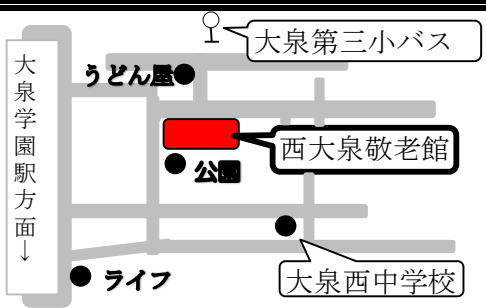 大泉第三小バス
大泉学園駅方面→
うどん屋
西大泉敬老館
公園
ライフ
大泉西中学校